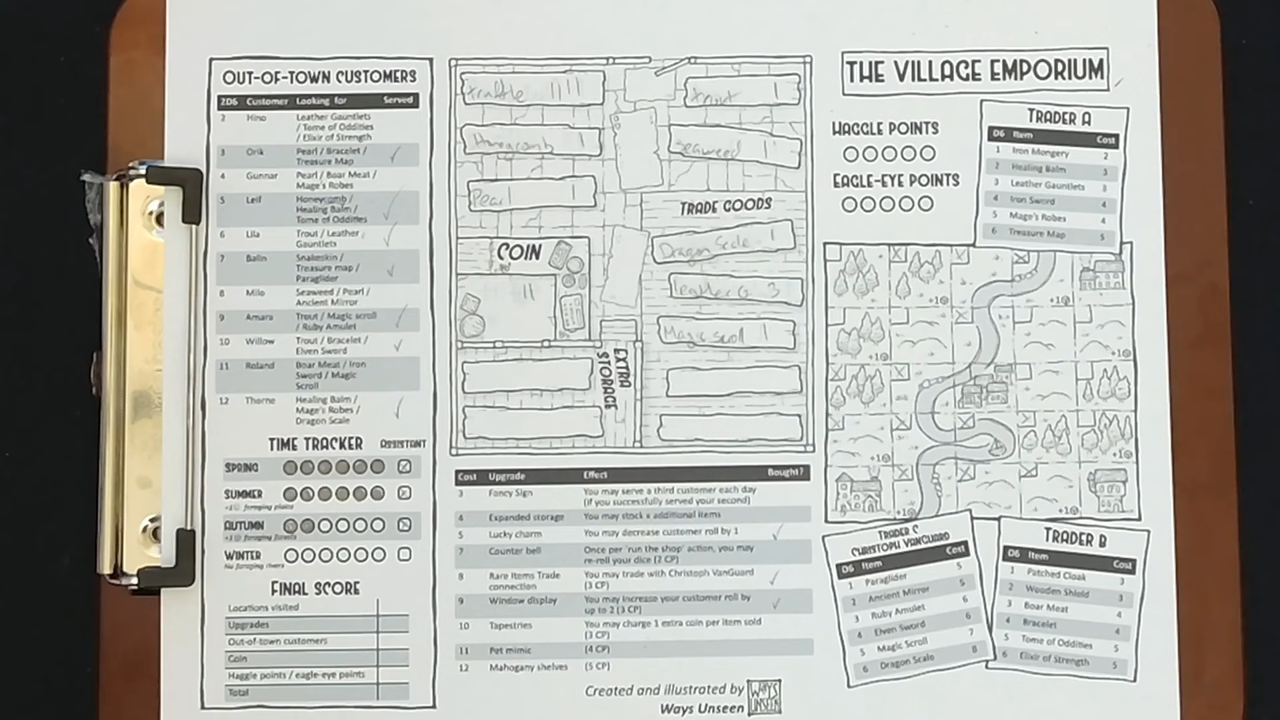 OUT-OF-TOWN CUSTOMERS
2D6 Customer Looking for Served
2 Hino Leather Gauntlets
/ Tome of Oddities
/ Elixir of Strength
3 Orik Pearl / Bracelet /
Treasure Map
4 Gunnar Pearl / Boar Meat /
Mage's Robes
5 Leif Honeycomb /
Healing Balm /
Tome of Oddities
6 Lila Trout / Leather
Gauntlets
7 Balin Snakeskin /
Treasure map /
Paraglider
8 Milo Seaweed / Pearl /
Ancient Mirror
9 Amara Trout / Magic scroll
/ Ruby Amulet
10 Willow Trout / Bracelet /
Elven Sword
11 Roland Boar Meat / Iron
Sword / Magic
Scroll
12 Thorne Healing Balm /
Mage's Robes /
Dragon Scale
TIME TRACKER ASSISTANT
SPRING
SUMMER
AUTUMN
WINTER
No foraging rivers
FINAL SCORE
Locations visited
Upgrades
Out-of-town customers
Coin
Haggle points / eagle-eye points
Total
Honeycomb
trout
Seaweed
COIN
EXTRA STORAGE
TRADE GOODS
Dragon Scale 1
leather G 3
Magic scroll 1
Cost Upgrade Effect Bought?
3 Fancy Sign You may serve a third customer each day
(if you successfully served your second)
4 Expanded storage You may stock 2 additional items
5 Lucky charm You may decrease customer roll by 1
7 Counter bell Once per 'run the shop' action, you may
re-roll your dice (2 CP)
8 Rare Items Trade You may trade with Christoph VanGuard
connection (3 CP)
9 Window display You may increase your customer roll by
up to 2 (3 CP)
10 Tapestries You may charge 1 extra coin per item sold
(3 CP)
11 Pet mimic (4 CP)
12 Mahogany shelves (5 CP)
Created and illustrated by
Ways Unseen
WAYS
UNSEEN
THE VILLAGE EMPORIUM
HAGGLE POINTS
EAGLE-EYE POINTS
TRADER A
D6 Item Cost
1 Iron Mongery 2
2 Healing Balm 3
3 Leather Gauntlets 3
4 Iron Sword 4
5 Mage's Robes 4
6 Treasure Map 5
+1
+1
+1
+1
+1
+1
+1
TRADER C
CHRISTOPH VANGUARD
D6 Item Cost
1 Paraglider 5
2 Ancient Mirror 5
3 Ruby Amulet 6
4 Elven Sword 6
5 Magic Scroll 7
6 Dragon Scale 8
TRADER B
D6 Item Cost
1 Patched Cloak 3
2 Wooden Shield 3
3 Boar Meat 4
4 Bracelet 4
5 Tome of Oddities 5
6 Elixir of Strength 5